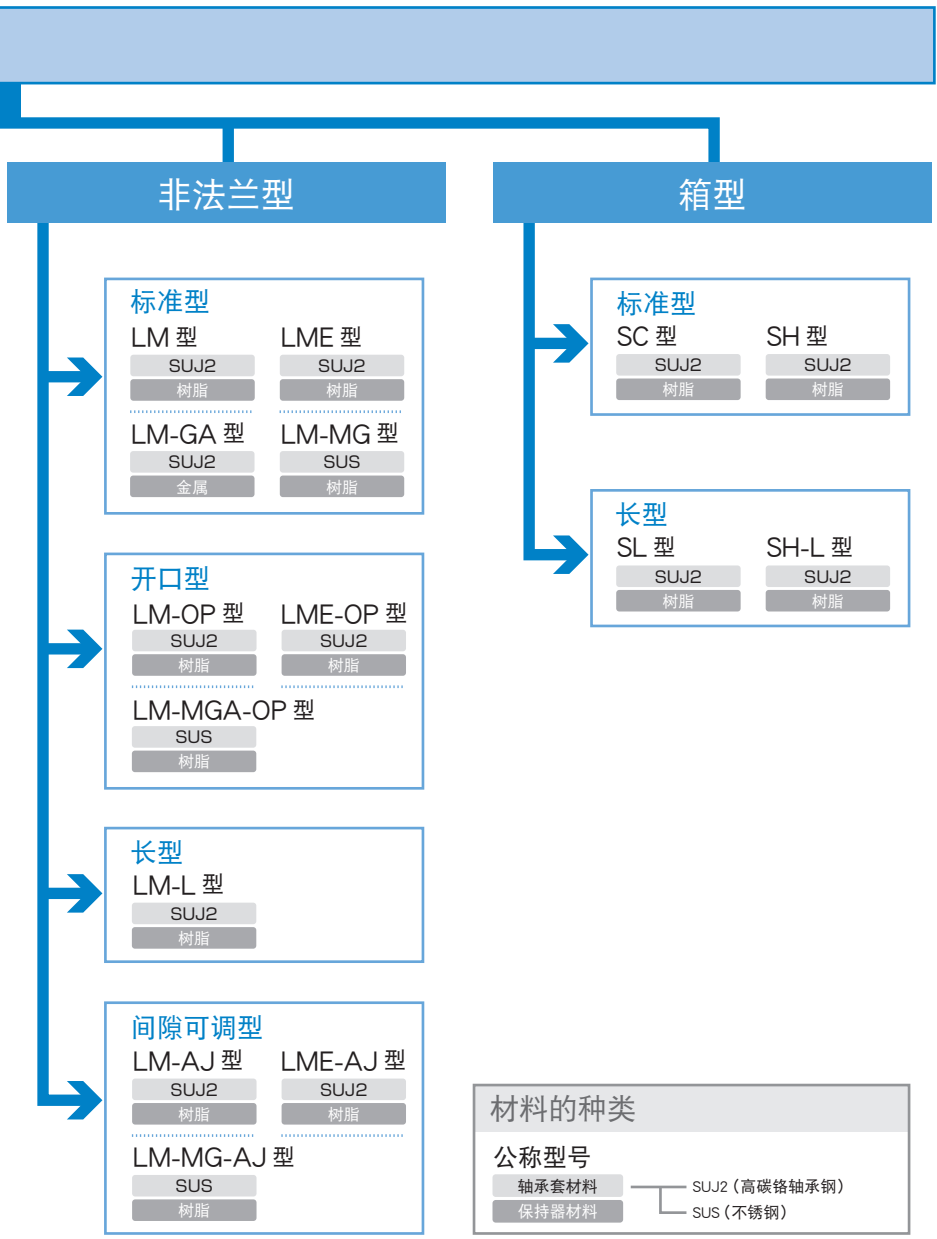 非法兰型
标准型
LM 型 LME 型
SUJ2 SUJ2
树脂 树脂
LM-GA 型 LM-MG 型
SUJ2 SUS
金属 树脂
开口型
LM-OP 型 LME-OP 型
SUJ2 SUJ2
树脂 树脂
LM-MGA-OP 型
SUS
树脂
长型
LM-L 型
SUJ2
树脂
间隙可调型
LM-AJ 型 LME-AJ 型
SUJ2 SUJ2
树脂 树脂
LM-MG-AJ 型
SUS
树脂
箱型
标准型
SC 型 SH 型
SUJ2 SUJ2
树脂 树脂
长型
SL 型 SH-L 型
SUJ2 SUJ2
树脂 树脂
材料的种类
公称型号
轴承套材料 SUJ2（高碳铬轴承钢）
保持器材料 SUS（不锈钢）